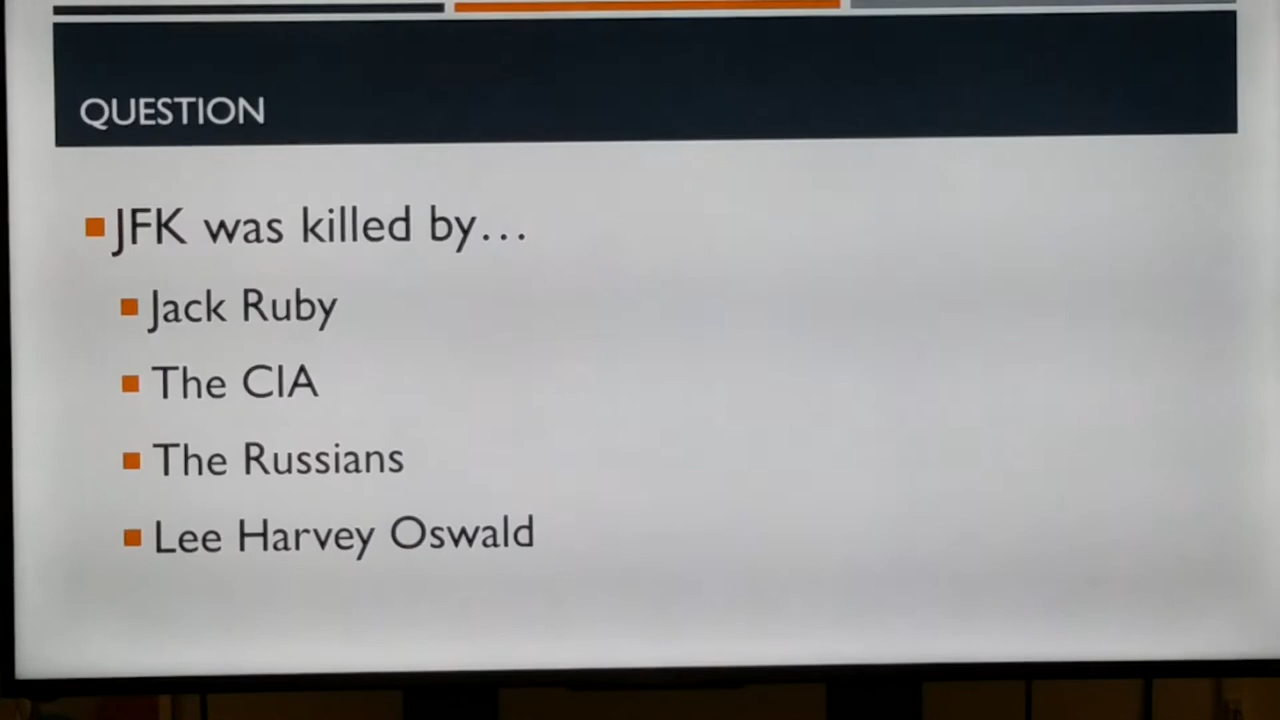 QUESTION
JFK was killed by...
Jack Ruby
The CIA
The Russians
Lee Harvey Oswald